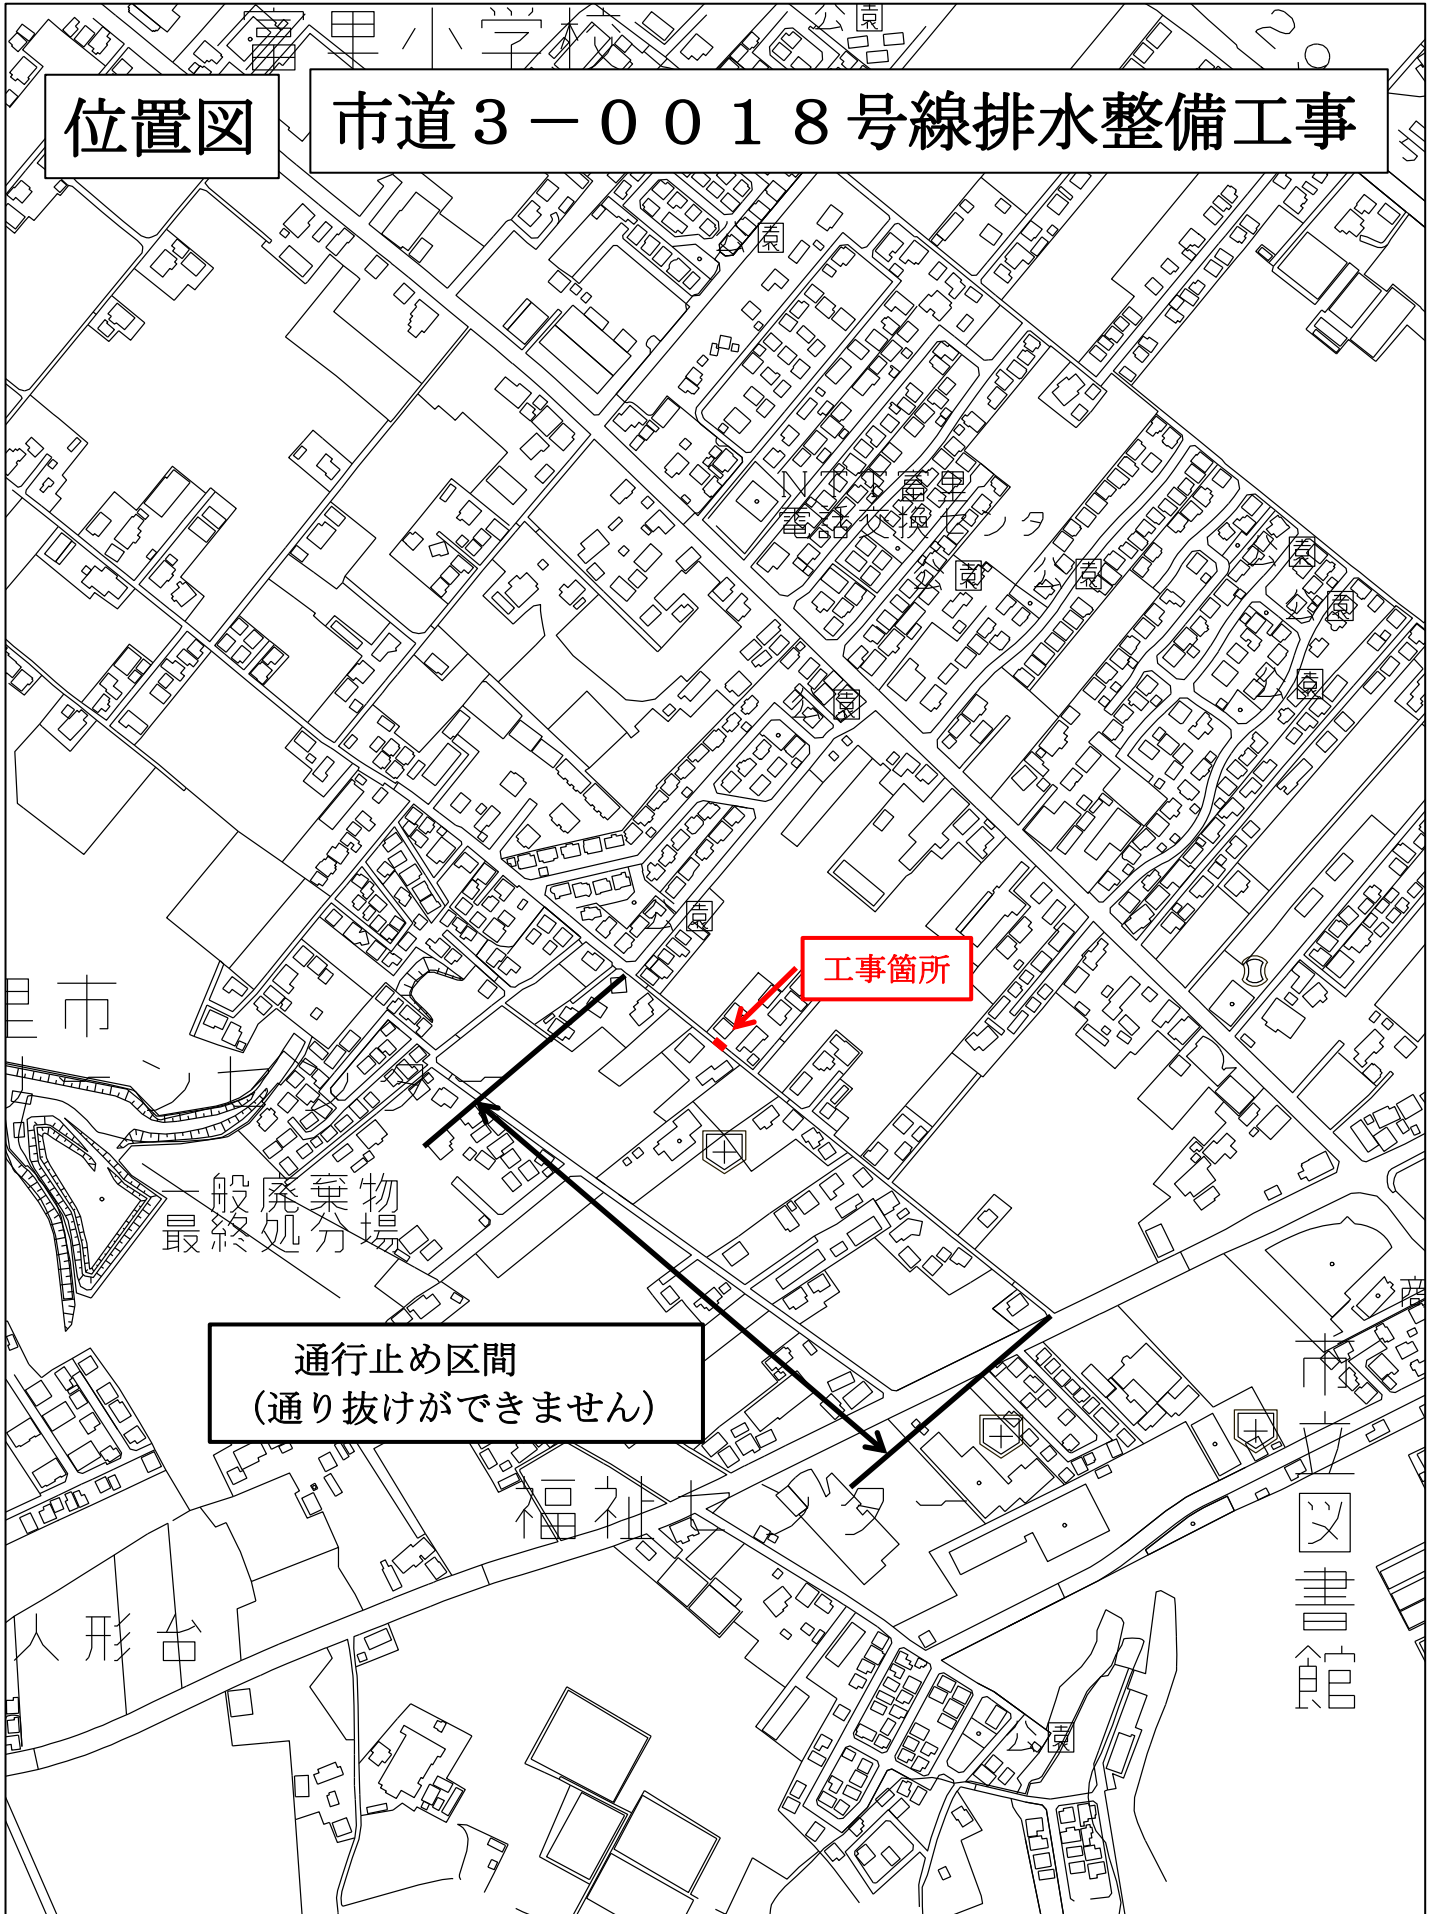 富里小学校
公園
位置図
市道３－００１８号線排水整備工事
公園
ＮＴＴ富里
電話交換センタ
公園
公園
公園
公園
公園
公園
公園
工事箇所
里市
一般廃棄物
最終処分場
商
通行止め区間
（通り抜けができません）
福祉センター
市立図書館
人形台
公園